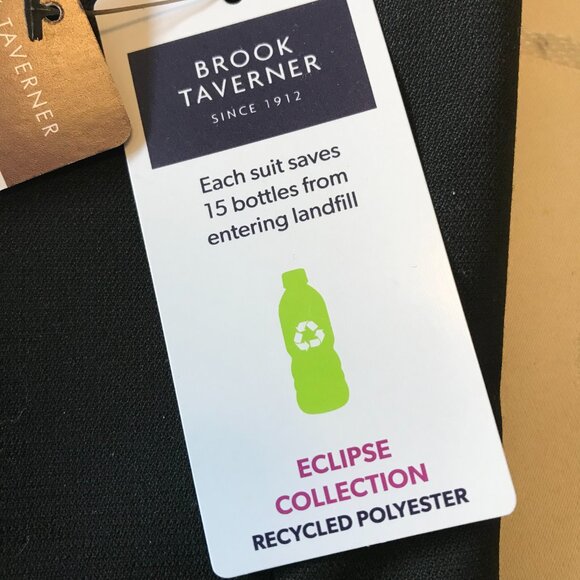 TAVERNER
BROOK
TAVERNER
SINCE 1912
Each suit saves
15 bottles from
entering landfill
ECLIPSE
COLLECTION
RECYCLED POLYESTER